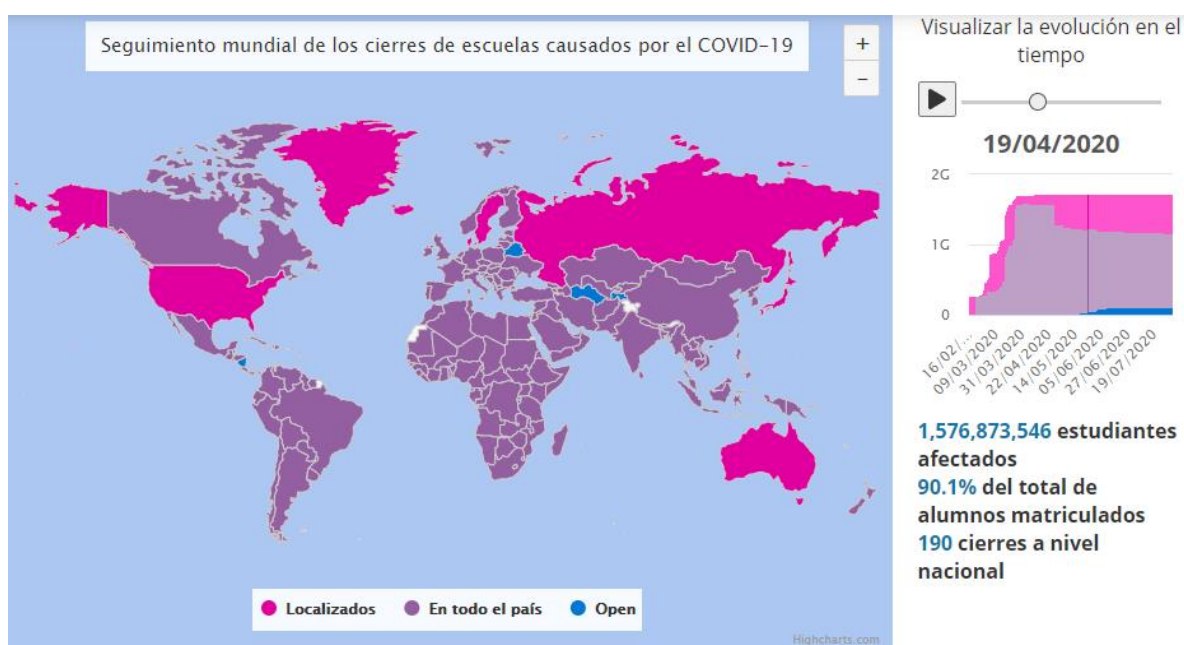 Seguimiento mundial de los cierres de escuelas causados por el COVID-19
+
−
Localizados
En todo el país
Open
Highcharts.com
Visualizar la evolución en el
tiempo
19/04/2020
2G
1G
0
16/02/...
09/03/2020
31/03/2020
22/04/2020
14/05/2020
05/06/2020
27/06/2020
19/07/2020
1,576,873,546 estudiantes
afectados
90.1% del total de
alumnos matriculados
190 cierres a nivel
nacional